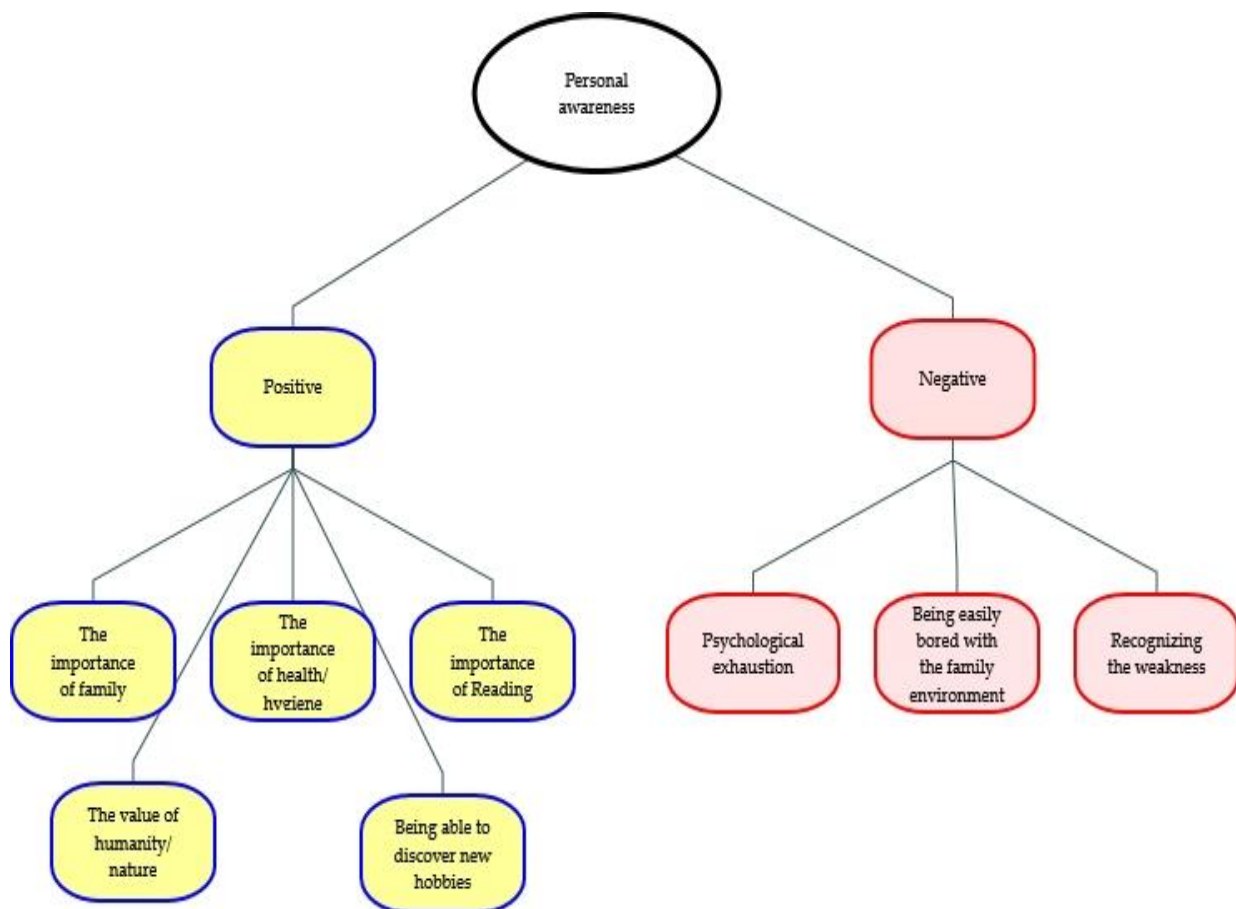 Personal
awareness
Positive
Negative
The
importance
of family
The
importance
of health/
hygiene
The
importance
of Reading
Psychological
exhaustion
Being easily
bored with
the family
environment
Recognizing
the weakness
The value of
humanity/
nature
Being able to
discover new
hobbies